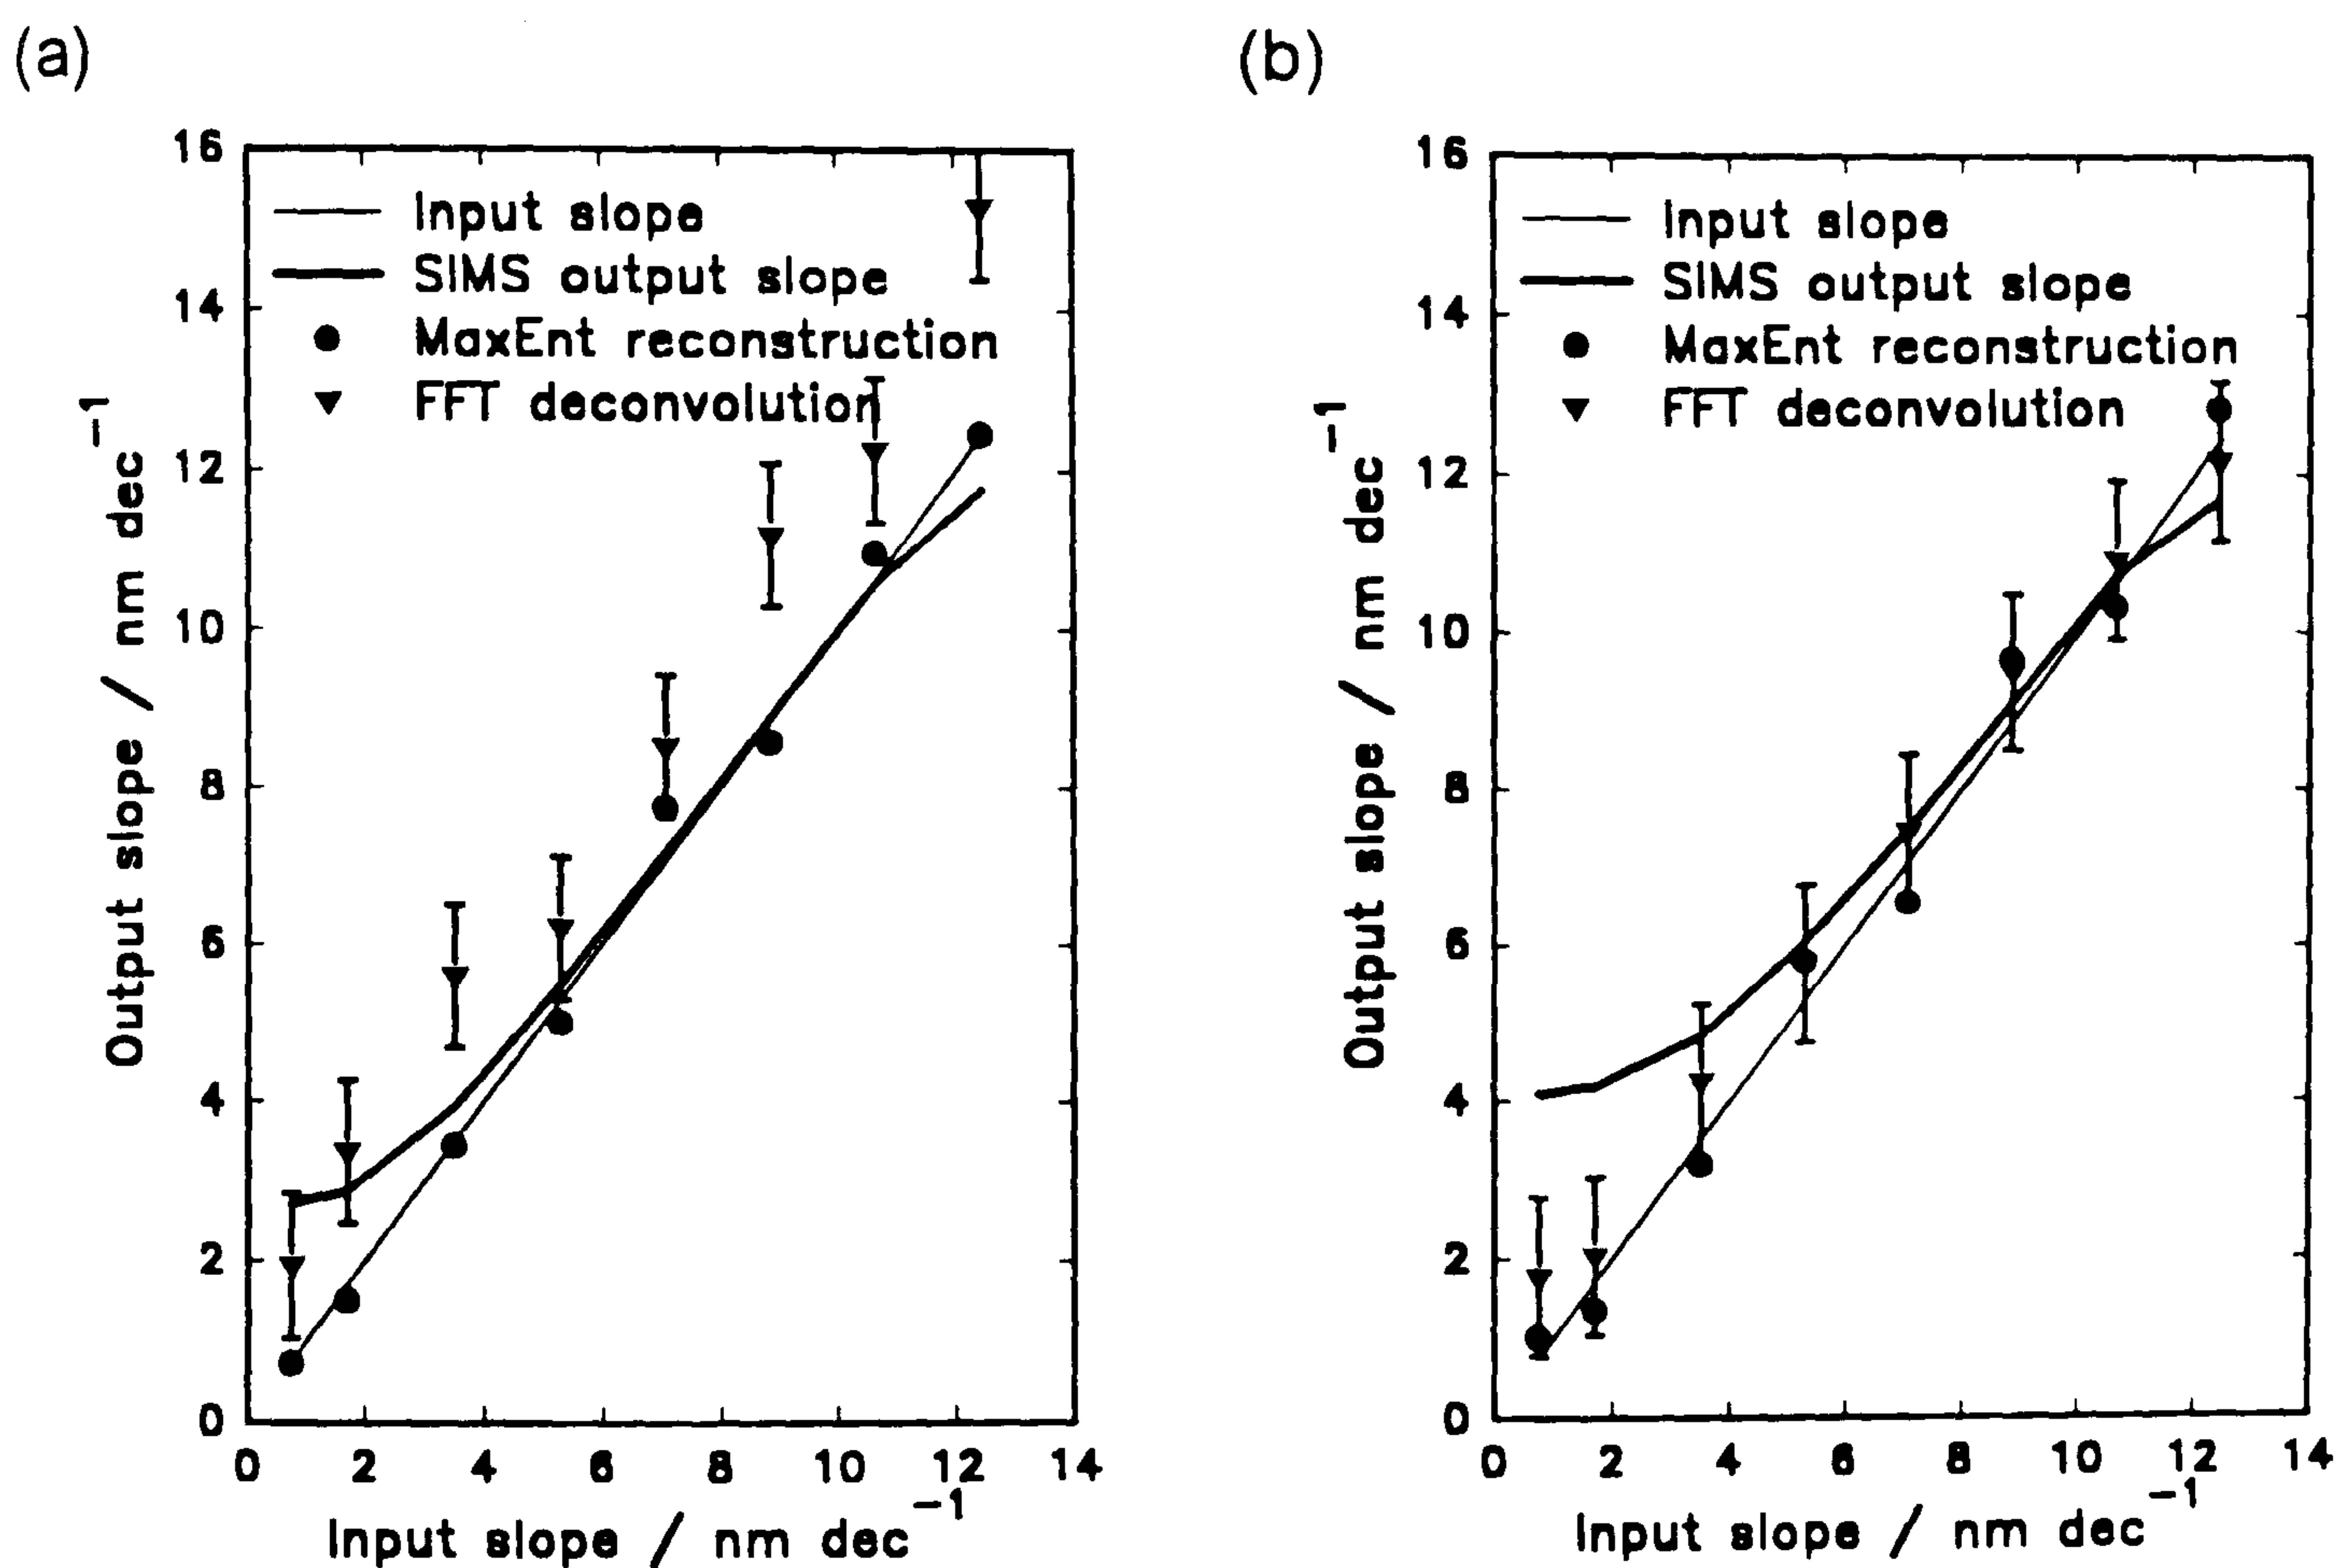 (a)
16
14
12
10
8
6
4
2
0
Input slope
SIMS output slope
MaxEnt reconstruction
FFT deconvolution
Output slope / nm dec⁻¹
0 2 4 6 8 10 12 14
Input slope / nm dec⁻¹
(b)
16
14
12
10
8
6
4
2
0
Input slope
SIMS output slope
MaxEnt reconstruction
FFT deconvolution
Output slope / nm dec⁻¹
0 2 4 6 8 10 12 14
Input slope / nm dec⁻¹